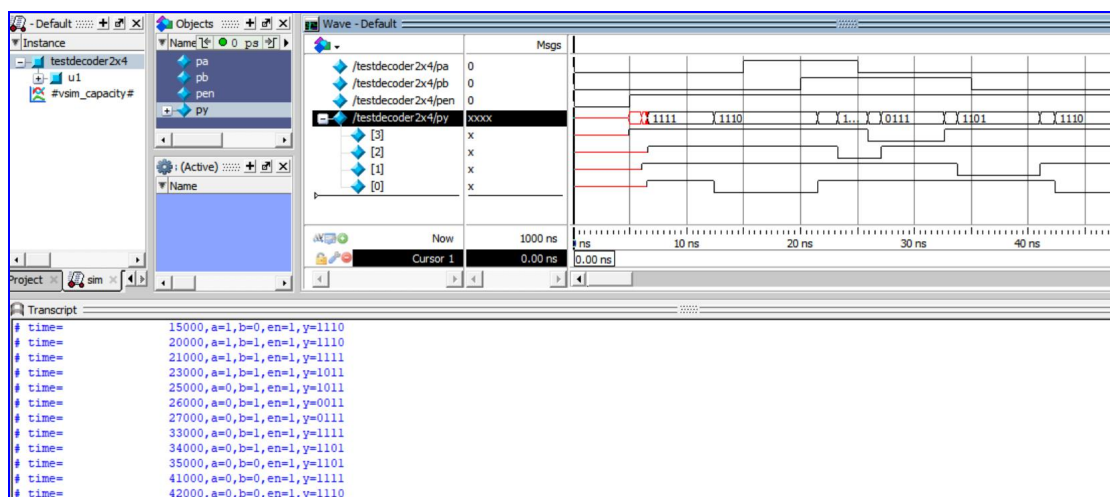 - Default
Objects
Wave - Default
Instance
Name
0 ps
Msgs
testdecoder2x4
u1
#vsim_capacity#
pa
pb
pen
py
/testdecoder2x4/pa 0
/testdecoder2x4/pb 0
/testdecoder2x4/pen 0
/testdecoder2x4/py xxxx 1111 1110 1... 0111 1101 1110
[3] x
[2] x
[1] x
[0] x
: (Active)
Name
Now 1000 ns
ns 10 ns 20 ns 30 ns 40 ns
Cursor 1 0.00 ns 0.00 ns
Project sim
Transcript
# time= 15000,a=1,b=0,en=1,y=1110
# time= 20000,a=1,b=1,en=1,y=1110
# time= 21000,a=1,b=1,en=1,y=1111
# time= 23000,a=1,b=1,en=1,y=1011
# time= 25000,a=0,b=1,en=1,y=1011
# time= 26000,a=0,b=1,en=1,y=0011
# time= 27000,a=0,b=1,en=1,y=0111
# time= 33000,a=0,b=1,en=1,y=1111
# time= 34000,a=0,b=1,en=1,y=1101
# time= 35000,a=0,b=0,en=1,y=1101
# time= 41000,a=0,b=0,en=1,y=1111
# time= 42000,a=0,b=0,en=1,y=1110